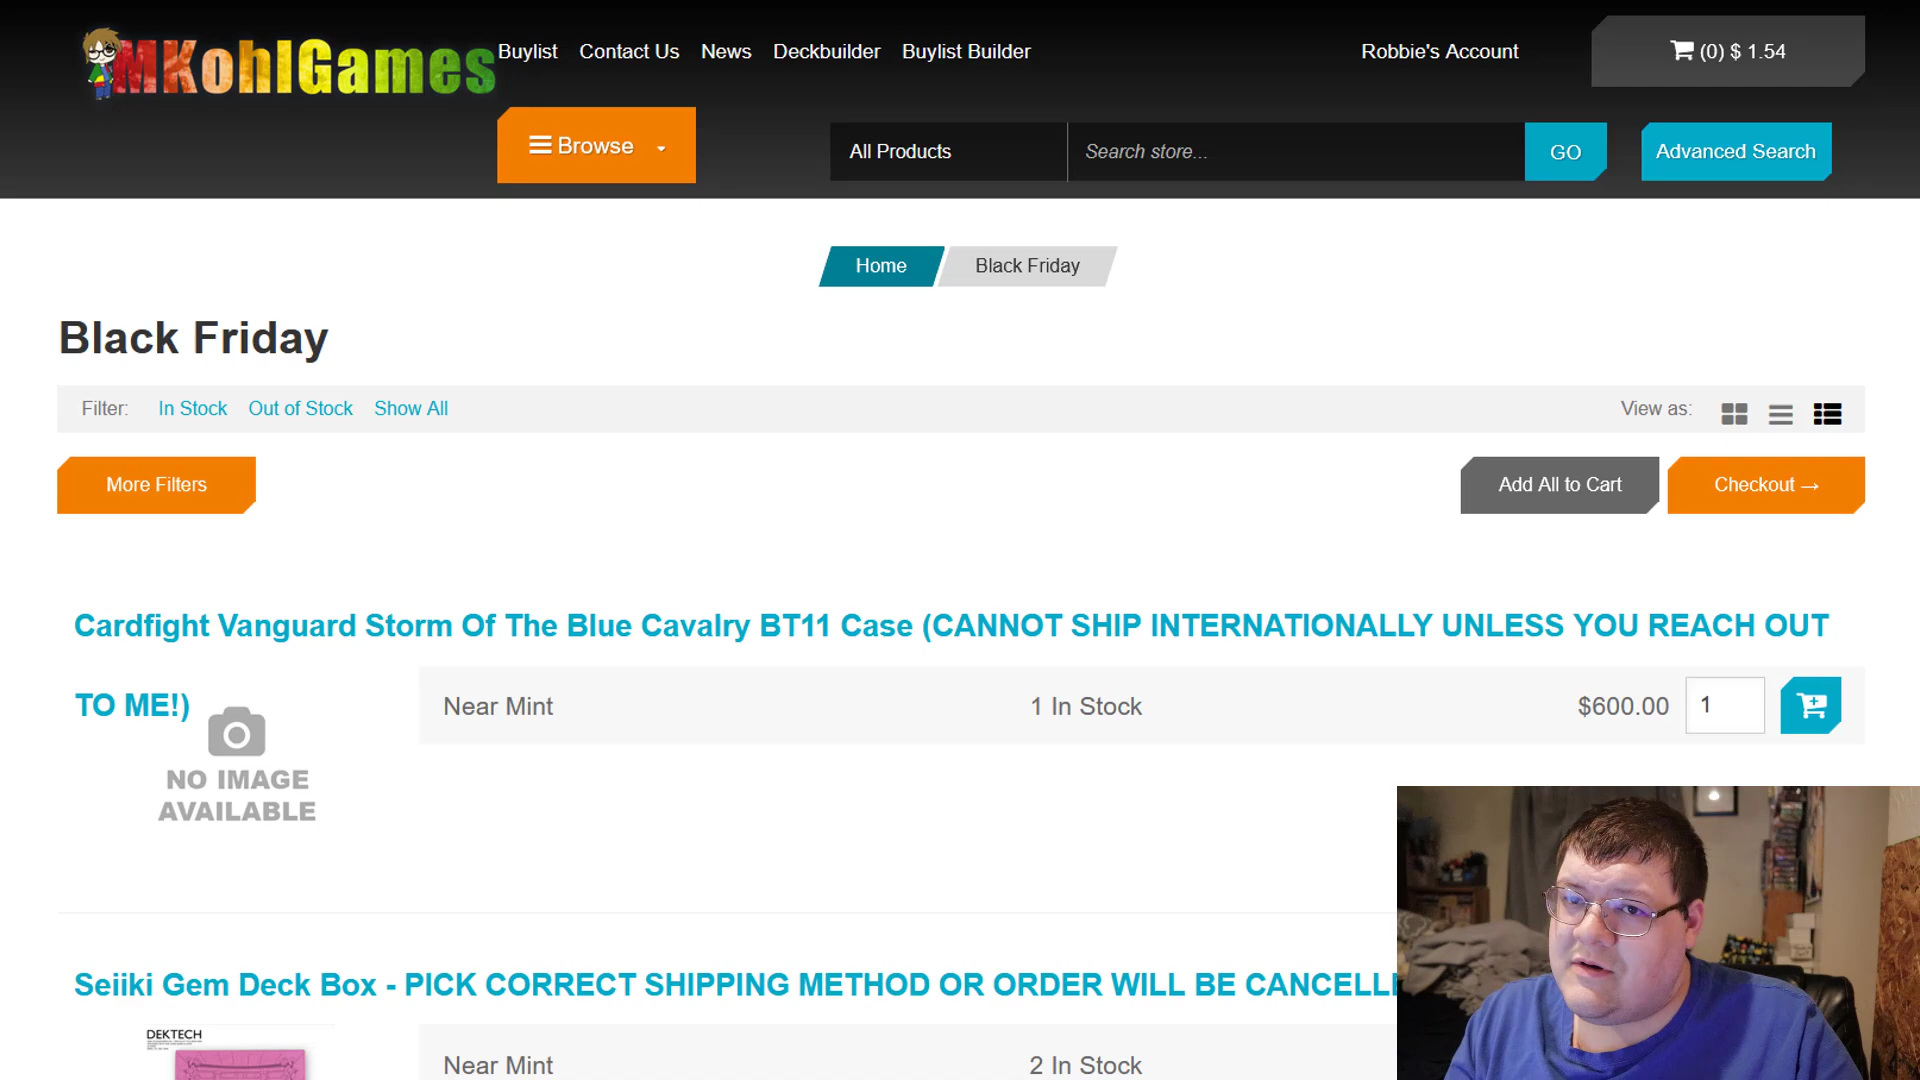 MKohlGames
Buylist Contact Us News Deckbuilder Buylist Builder
Robbie's Account
(0) $ 1.54
Browse
All Products
Search store...
GO
Advanced Search
Home
Black Friday
Black Friday
Filter: In Stock Out of Stock Show All
View as:
More Filters
Add All to Cart
Checkout →
Cardfight Vanguard Storm Of The Blue Cavalry BT11 Case (CANNOT SHIP INTERNATIONALLY UNLESS YOU REACH OUT
TO ME!)
Near Mint 1 In Stock $600.00 1
NO IMAGE
AVAILABLE
Seiiki Gem Deck Box - PICK CORRECT SHIPPING METHOD OR ORDER WILL BE
DEKTECH
Near Mint 2 In Stock